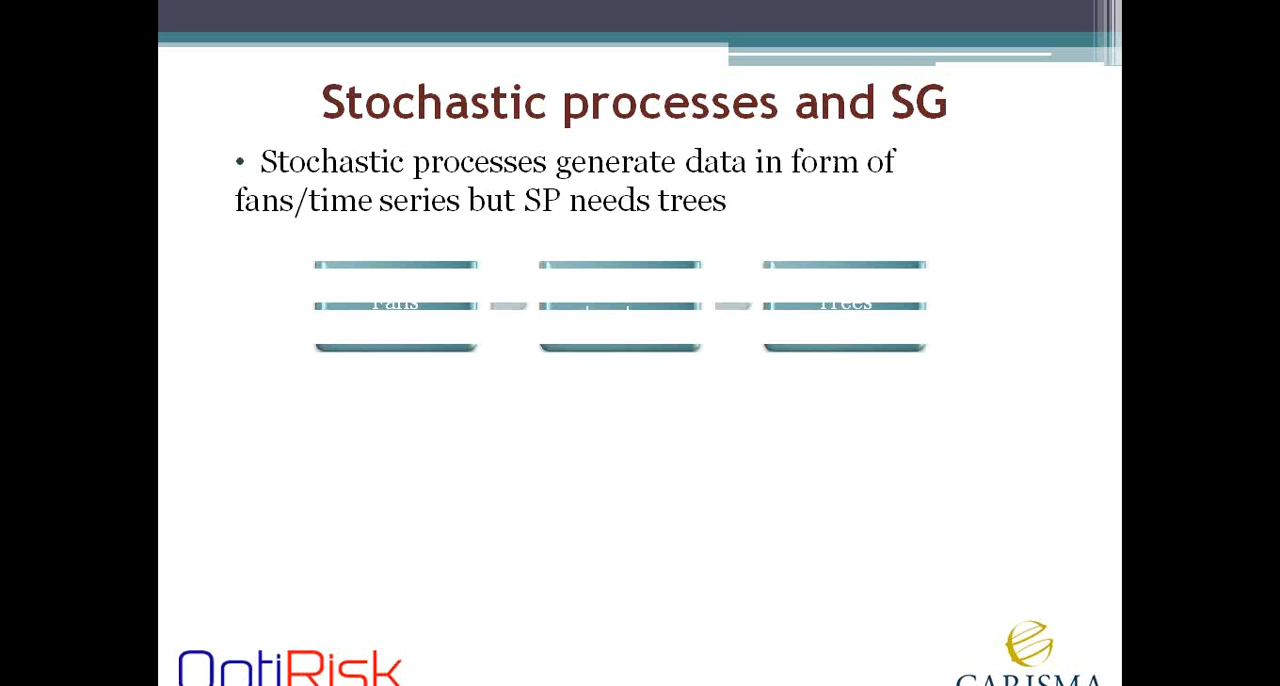 Stochastic processes and SG
• Stochastic processes generate data in form of
fans/time series but SP needs trees
Fans
Trees
OptiRisk
CARISMA